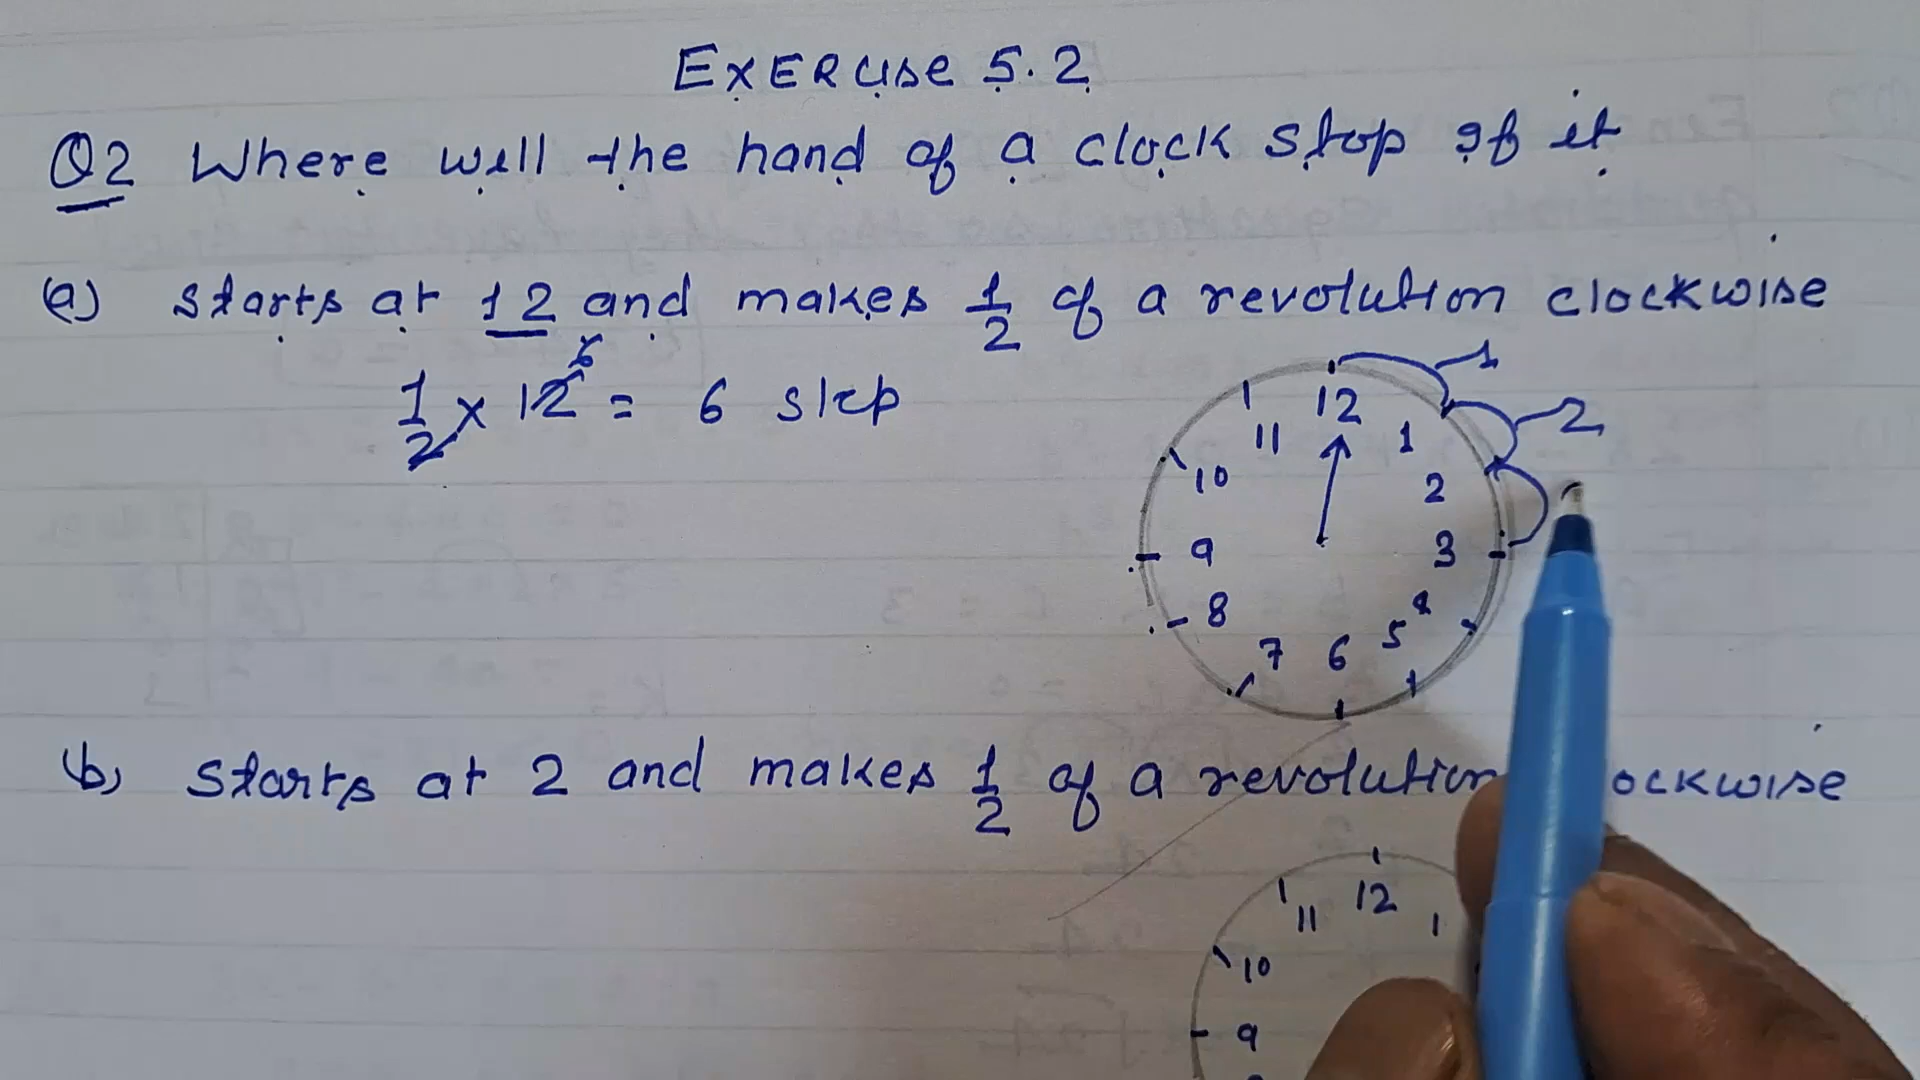 EXERCISE 5.2
Q2 Where will the hand of a clock stop if it
(a) starts at 12 and makes 1/2 of a revolution clockwise
1/2 x 12 6 = 6 step
1
2
12
11 1
10 2
9 3
8 4
7 6 5
b) starts at 2 and makes 1/2 of a revolution ockwise
12
11 1
10
9